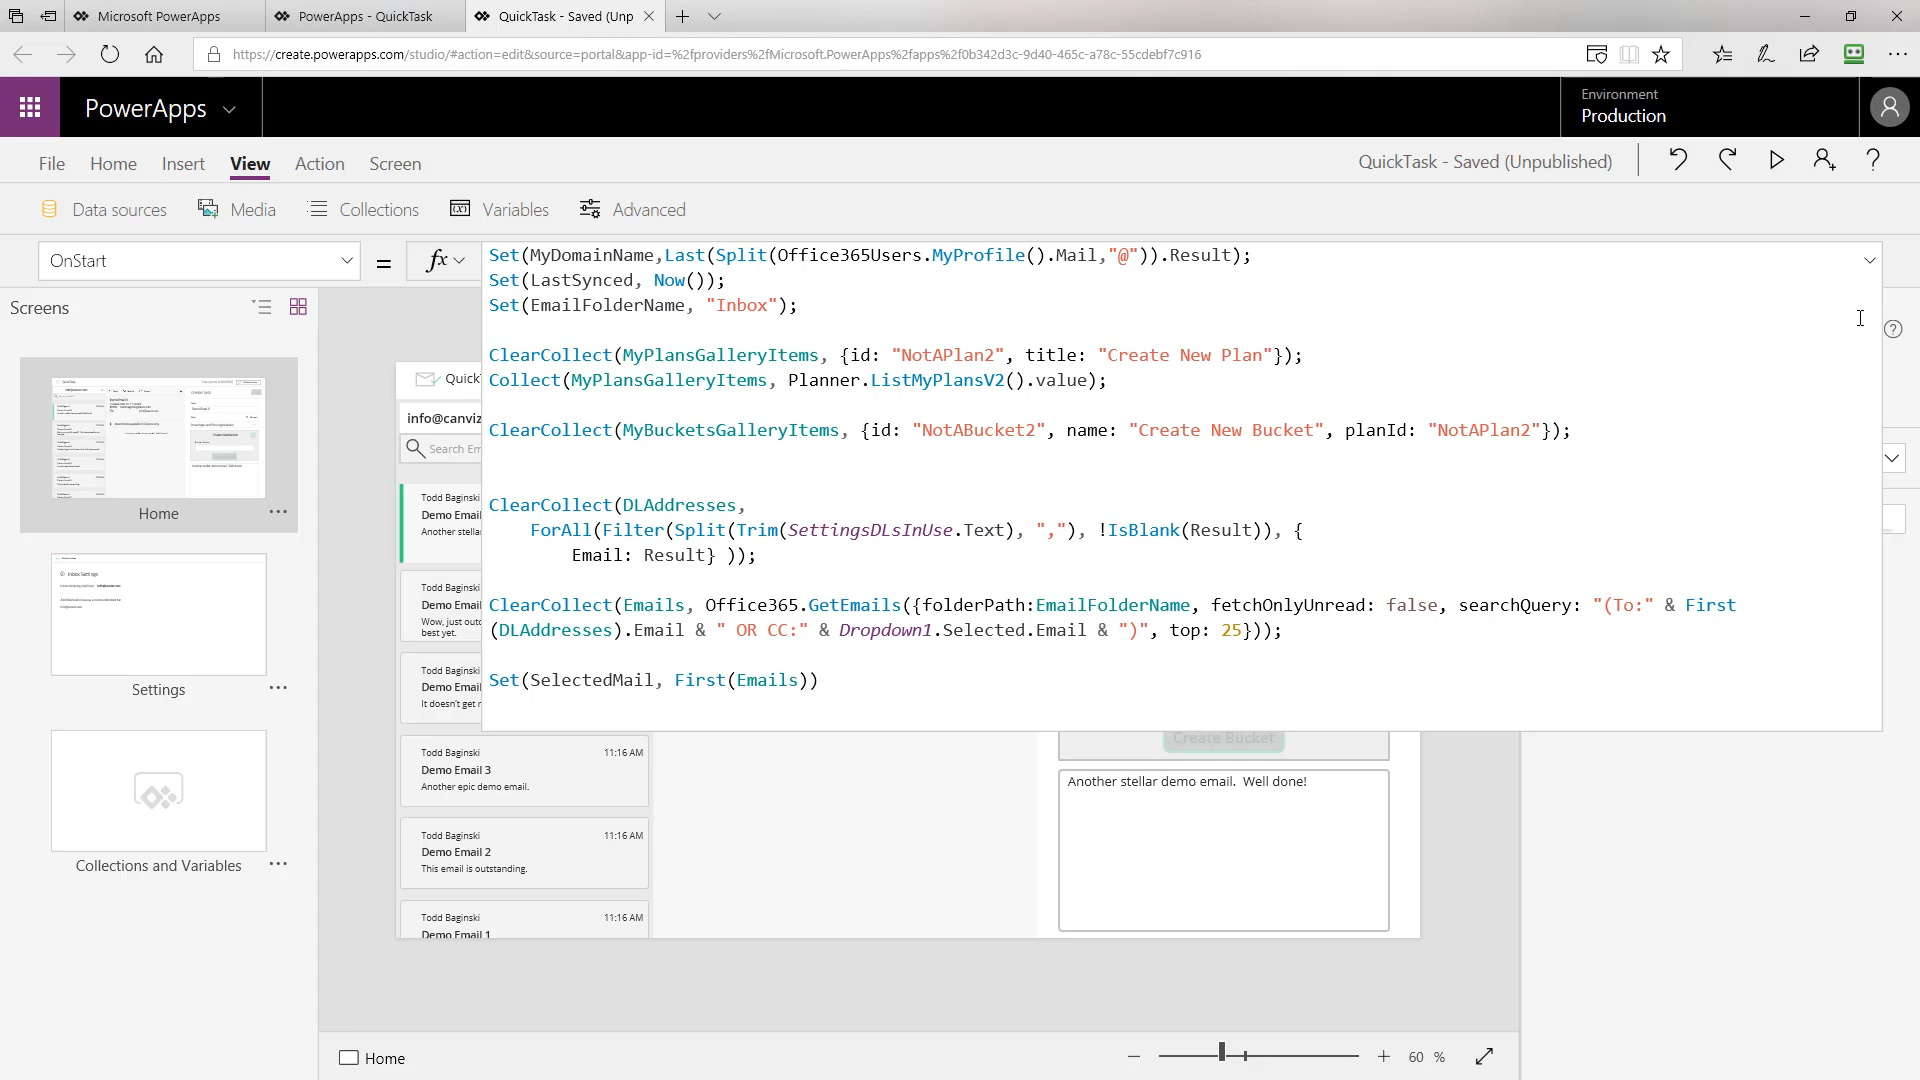 Microsoft PowerApps
PowerApps - QuickTask
QuickTask - Saved (Unp
https://create.powerapps.com/studio/#action=edit&source=portal&app-id=%2fproviders%2fMicrosoft.PowerApps%2fapps%2f0b342d3c-9d40-465c-a78c-55cdebf7c916
PowerApps
Environment
Production
File Home Insert View Action Screen
QuickTask - Saved (Unpublished)
Data sources Media Collections Variables Advanced
OnStart
=
fx
Set(MyDomainName,Last(Split(Office365Users.MyProfile().Mail,"@")).Result);
Set(LastSynced, Now());
Set(EmailFolderName, "Inbox");
ClearCollect(MyPlansGalleryItems, {id: "NotAPlan2", title: "Create New Plan"});
Collect(MyPlansGalleryItems, Planner.ListMyPlansV2().value);
ClearCollect(MyBucketsGalleryItems, {id: "NotABucket2", name: "Create New Bucket", planId: "NotAPlan2"});
ClearCollect(DLAddresses,
ForAll(Filter(Split(Trim(SettingsDLsInUse.Text), ","), !IsBlank(Result)), {
Email: Result} ));
ClearCollect(Emails, Office365.GetEmails({folderPath:EmailFolderName, fetchOnlyUnread: false, searchQuery: "(To:" & First
(DLAddresses).Email & " OR CC:" & Dropdown1.Selected.Email & ")", top: 25}));
Set(SelectedMail, First(Emails))
Screens
Home
Settings
Collections and Variables
Quick
info@canviz
Search Em
Todd Baginski
Demo Email
Another stella
Todd Baginski
Demo Email
Wow, just outd
best yet.
Todd Baginski
Demo Email
It doesn't get r
Todd Baginski 11:16 AM
Demo Email 3
Another epic demo email.
Todd Baginski 11:16 AM
Demo Email 2
This email is outstanding.
Todd Baginski 11:16 AM
Demo Email 1
Create Bucket
Another stellar demo email. Well done!
Home
60 %